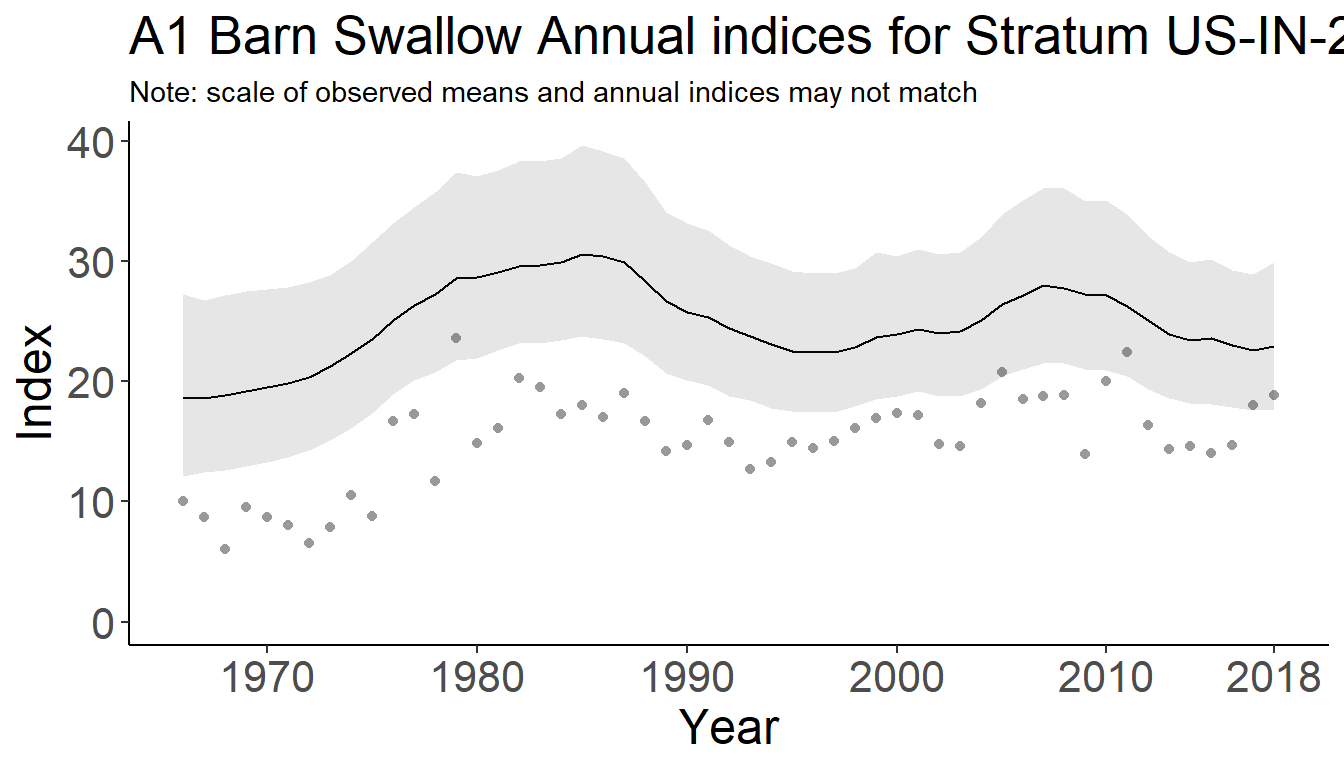 A1 Barn Swallow Annual indices for Stratum US-IN-2
Note: scale of observed means and annual indices may not match
40
30
20
10
0
Index
1970 1980 1990 2000 2010 2018
Year